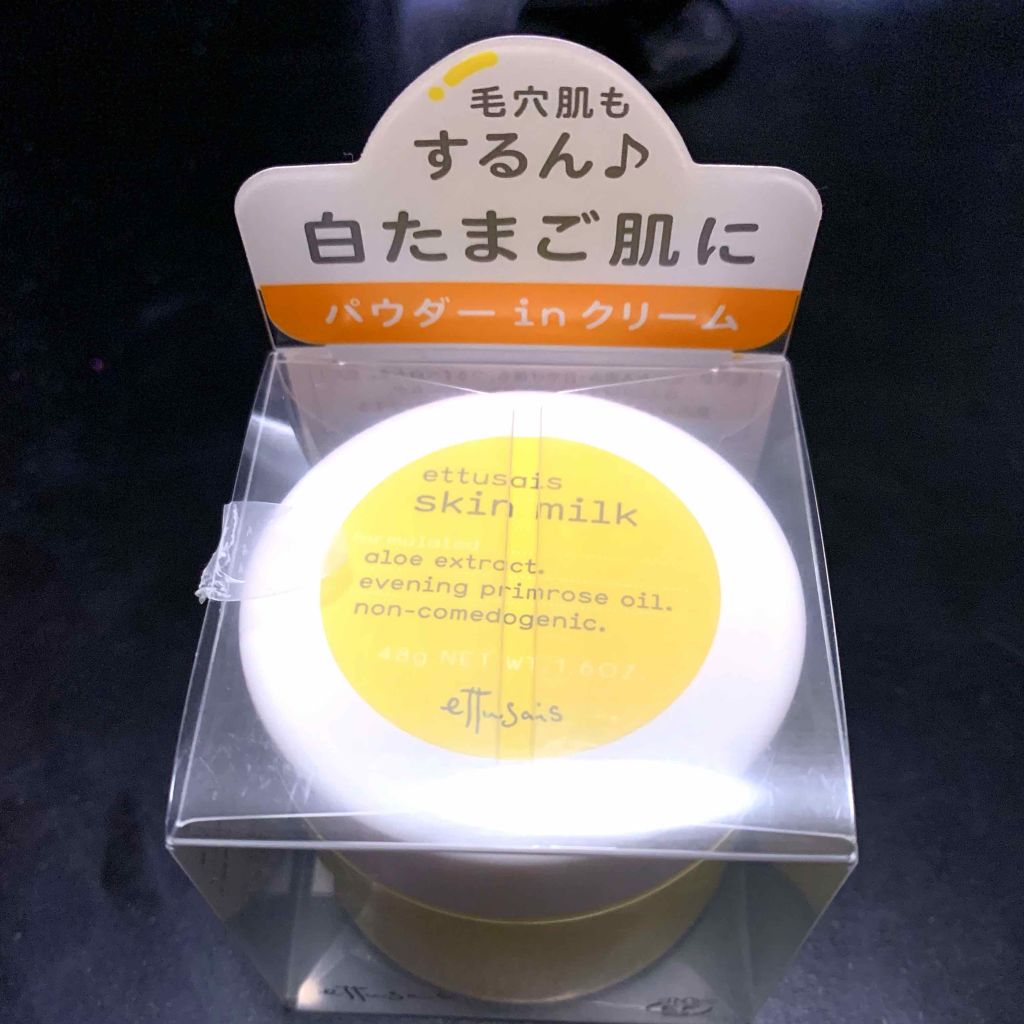 毛穴肌も
するん♪
白たまご肌に
パウダー in クリーム
ettusais
skin milk
formulated
aloe extract.
evening primrose oil.
non-comedogenic.
48g NET WT. 1.6OZ.
ettusais
ettusais